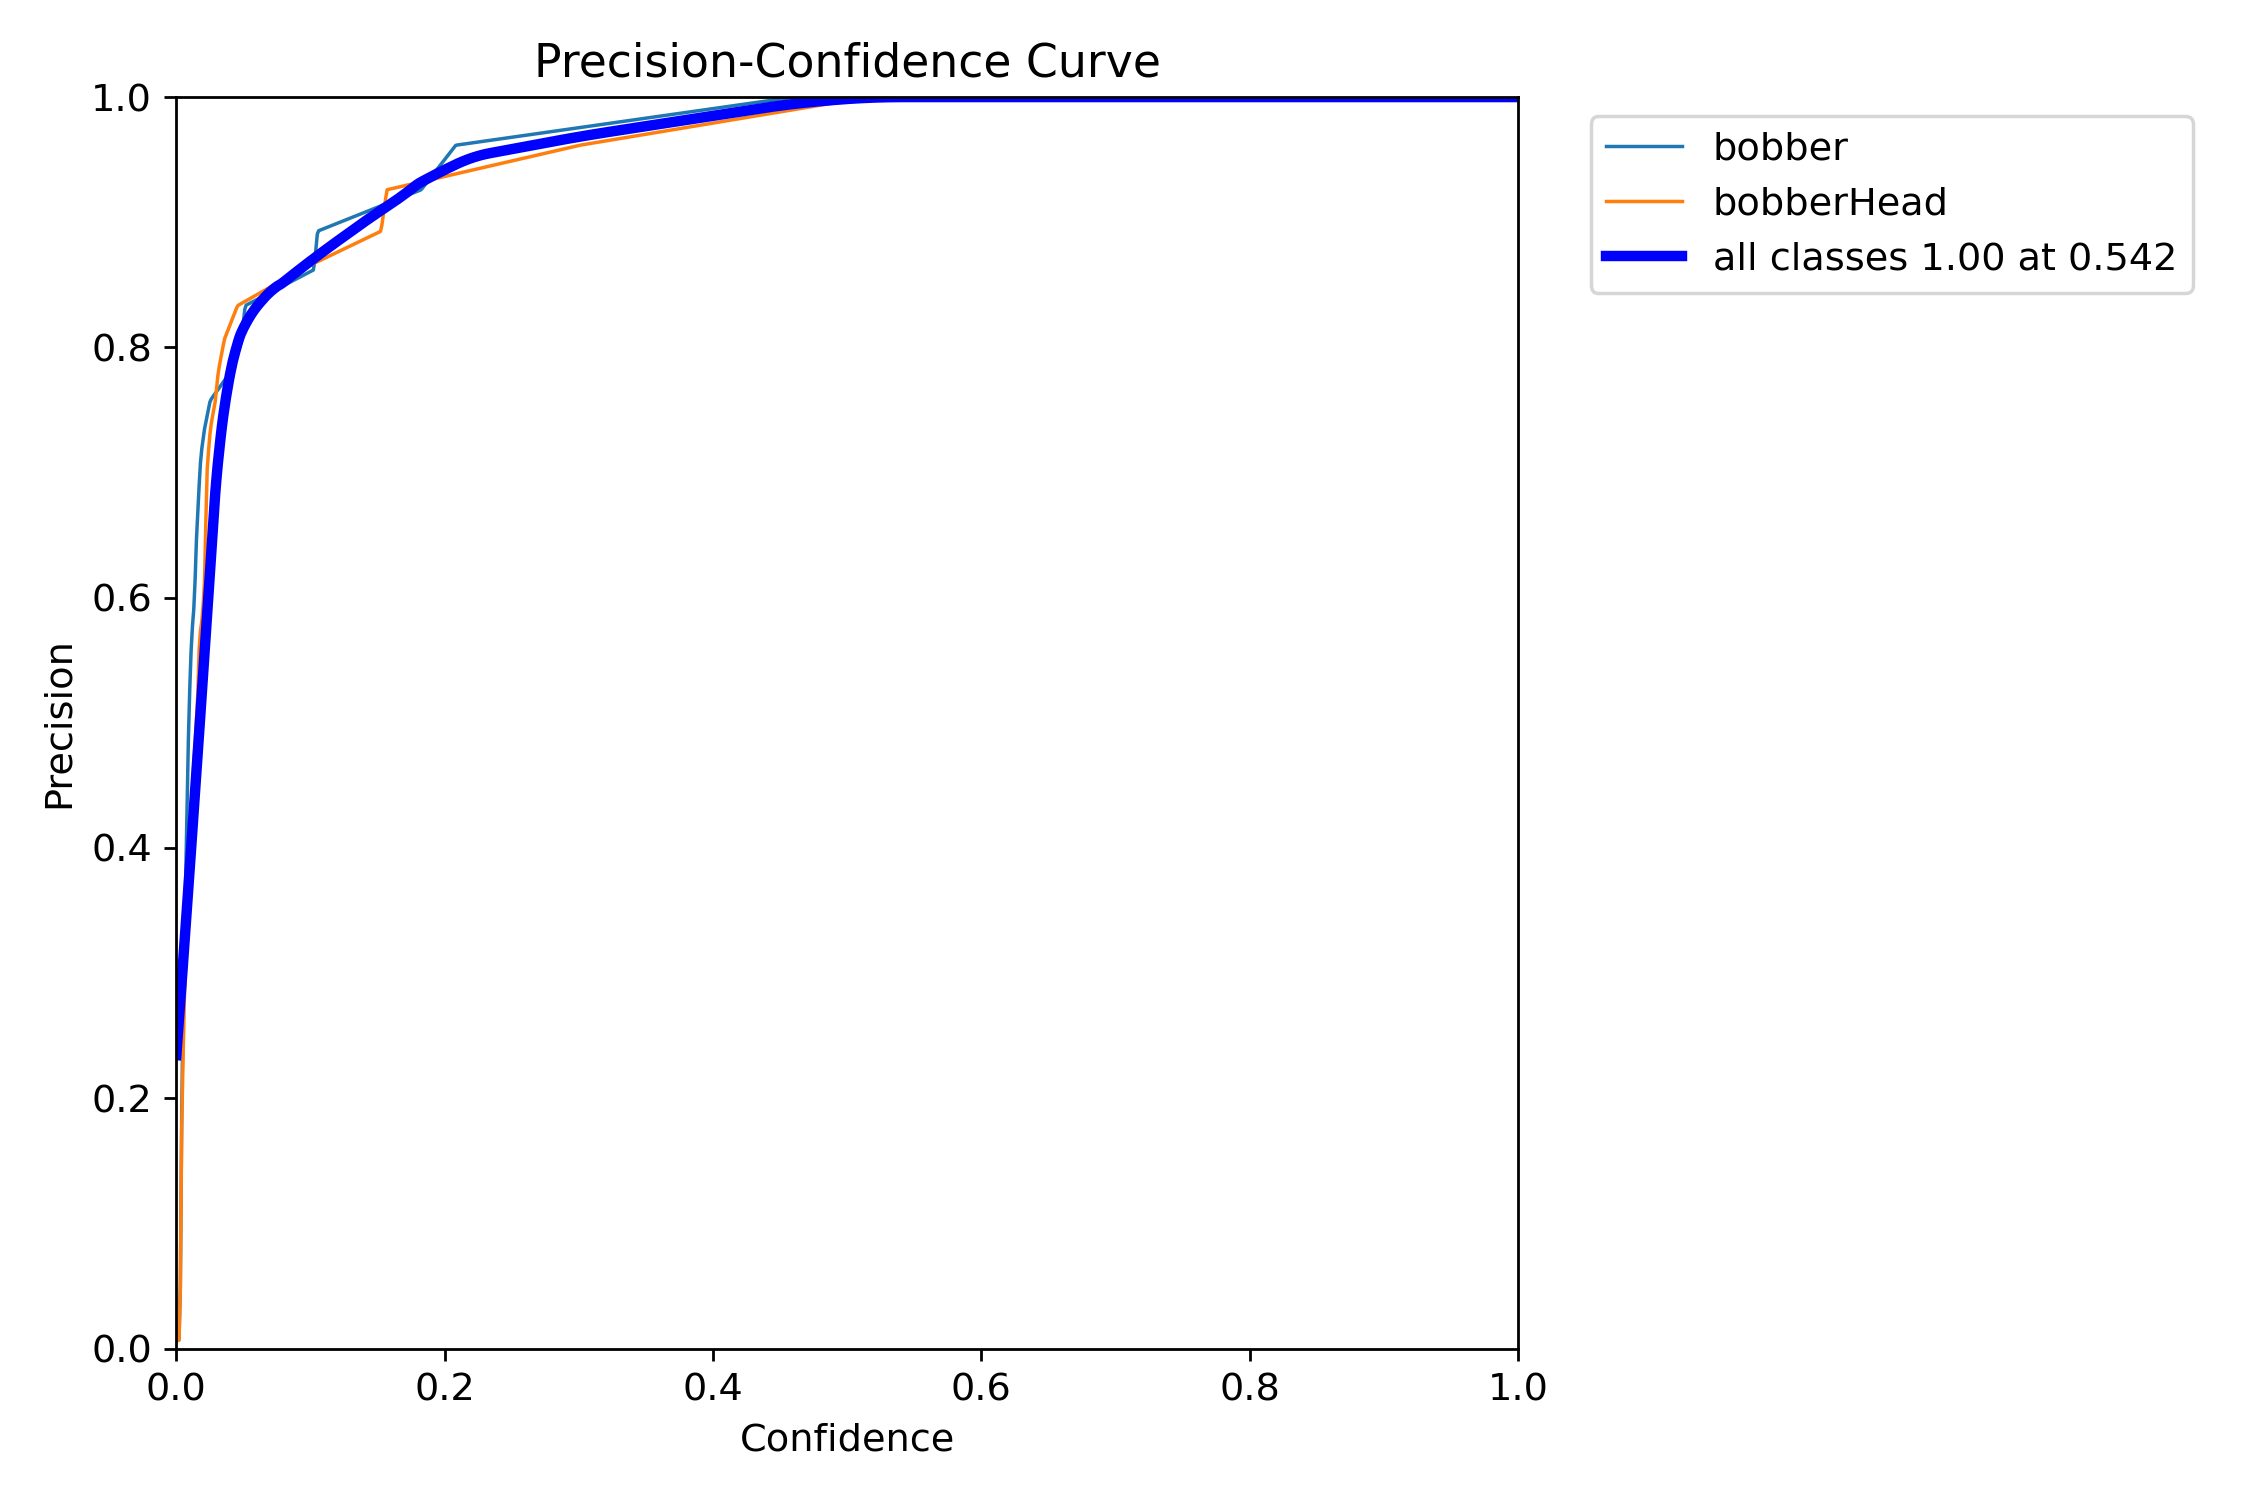 Precision-Confidence Curve
1.0
0.8
0.6
0.4
0.2
0.0
Precision
0.0 0.2 0.4 0.6 0.8 1.0
Confidence
bobber
bobberHead
all classes 1.00 at 0.542